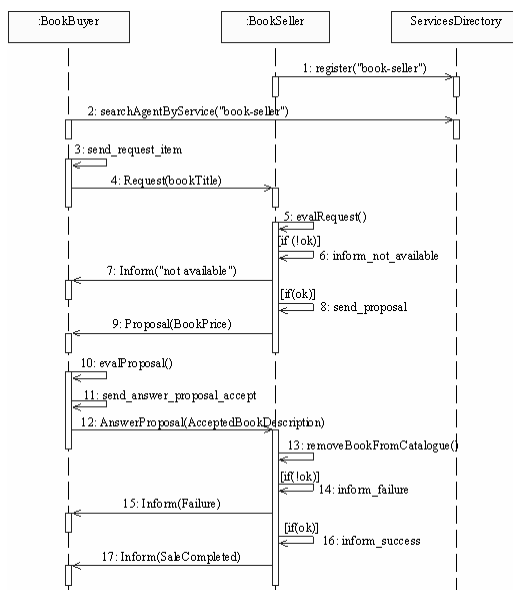 :BookBuyer
:BookSeller
ServicesDirectory
1: register("book-seller")
2: searchAgentByService("book-seller")
3: send_request_item
4: Request(bookTitle)
5: evalRequest()
[if (!ok)]
6: inform_not_available
7: Inform("not available")
[if(ok)]
8: send_proposal
9: Proposal(BookPrice)
10: evalProposal()
11: send_answer_proposal_accept
12: AnswerProposal(AcceptedBookDescription)
13: removeBookFromCatalogue()
[if(!ok)]
14: inform_failure
15: Inform(Failure)
[if(ok)]
16: inform_success
17: Inform(SaleCompleted)